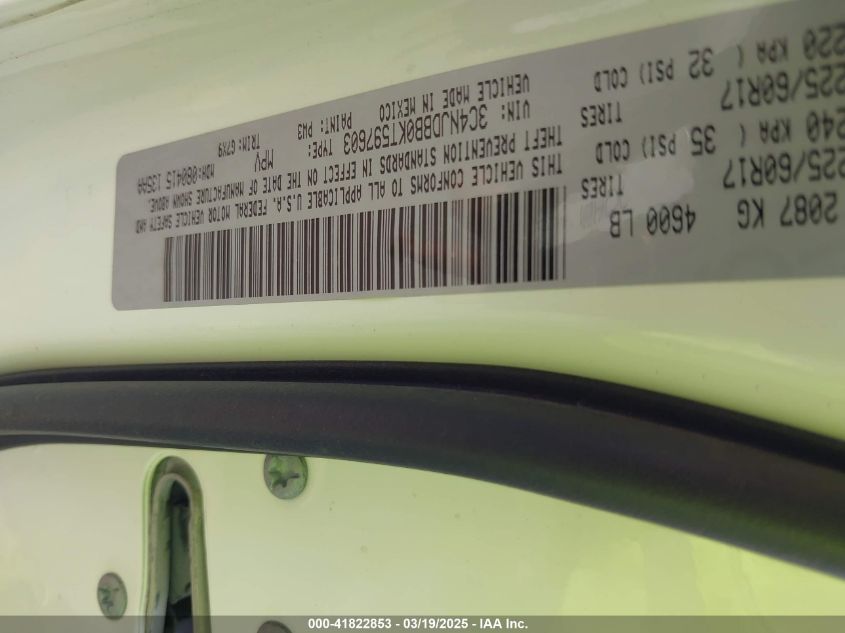 2087 KG
4600 LB
225/60R17
TIRES
240 KPA ( 35 PSI) COLD
225/60R17
TIRES
220 KPA ( 32 PSI) COLD
THIS VEHICLE CONFORMS TO ALL APPLICABLE U.S.A. FEDERAL MOTOR VEHICLE SAFETY AND
THEFT PREVENTION STANDARDS IN EFFECT ON THE DATE OF MANUFACTURE SHOWN ABOVE.
VIN: 3C4NJDBB0KT597603 TYPE: MPV MDH:080415 135AA
VEHICLE MADE IN MEXICO PAINT: PW3 TRIM: G7X9
000-41822853 - 03/19/2025 - IAA Inc.